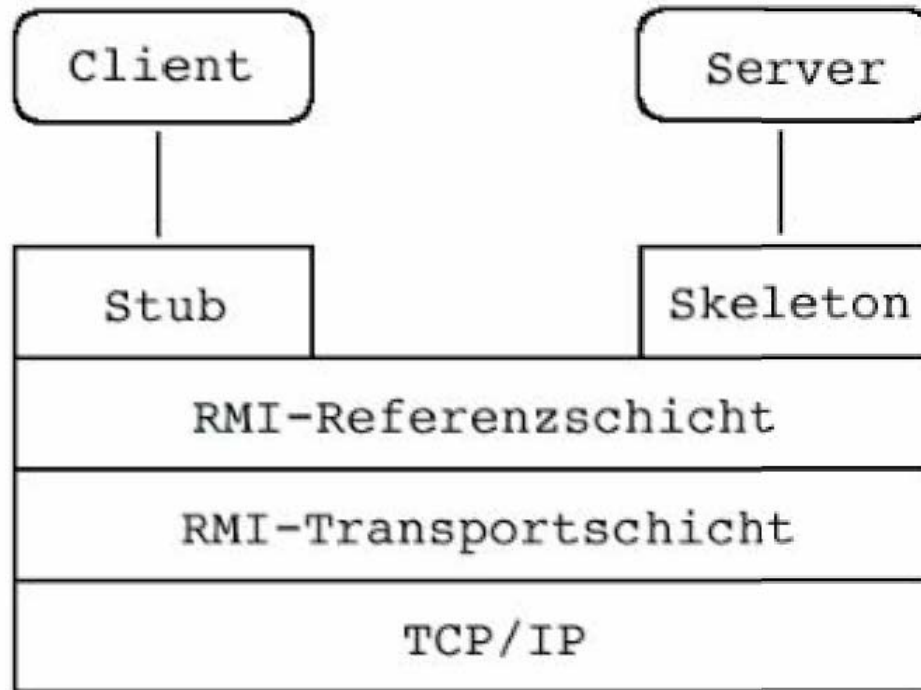 Client
Server
Stub
Skeleton
RMI-Referenzschicht
RMI-Transportschicht
TCP/IP